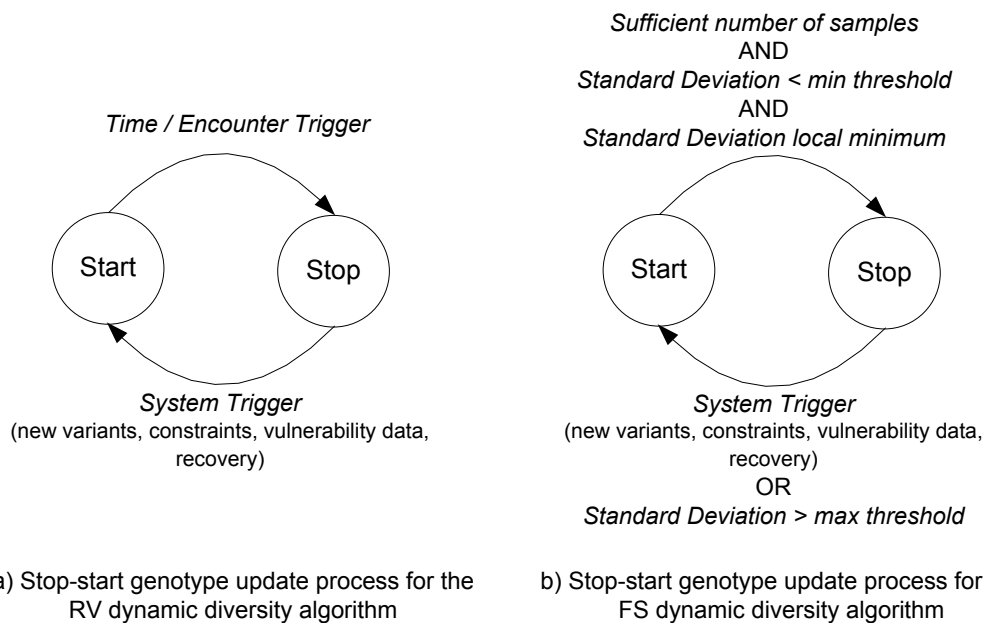 Time / Encounter Trigger
Start
Stop
System Trigger
(new variants, constraints, vulnerability data,
recovery)
a) Stop-start genotype update process for the
RV dynamic diversity algorithm
Sufficient number of samples
AND
Standard Deviation < min threshold
AND
Standard Deviation local minimum
Start
Stop
System Trigger
(new variants, constraints, vulnerability data,
recovery)
OR
Standard Deviation > max threshold
b) Stop-start genotype update process for
FS dynamic diversity algorithm